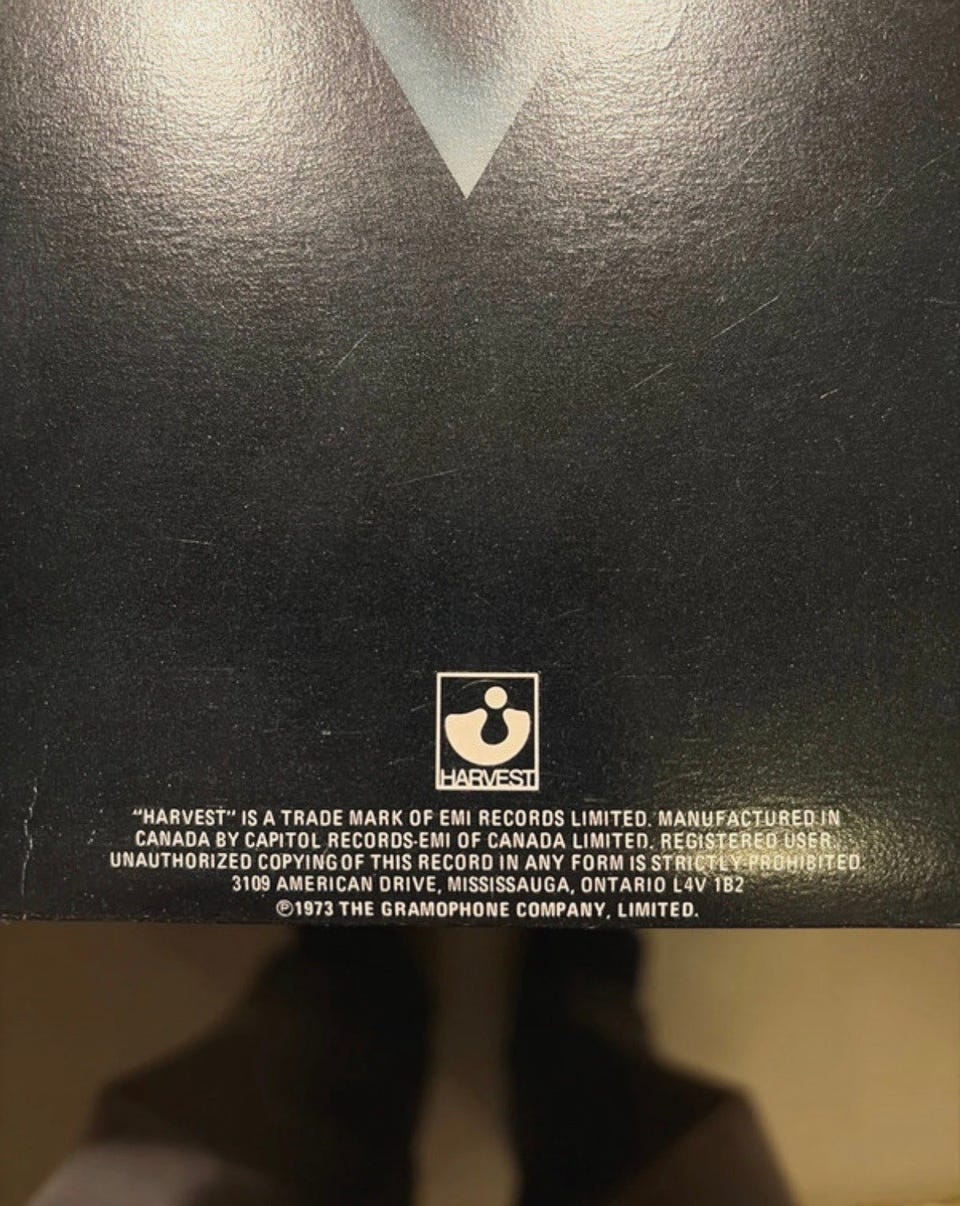 HARVEST
"HARVEST" IS A TRADE MARK OF EMI RECORDS LIMITED. MANUFACTURED IN
CANADA BY CAPITOL RECORDS-EMI OF CANADA LIMITED. REGISTERED USER.
UNAUTHORIZED COPYING OF THIS RECORD IN ANY FORM IS STRICTLY PROHIBITED.
3109 AMERICAN DRIVE, MISSISSAUGA, ONTARIO L4V 1B2
℗1973 THE GRAMOPHONE COMPANY, LIMITED.